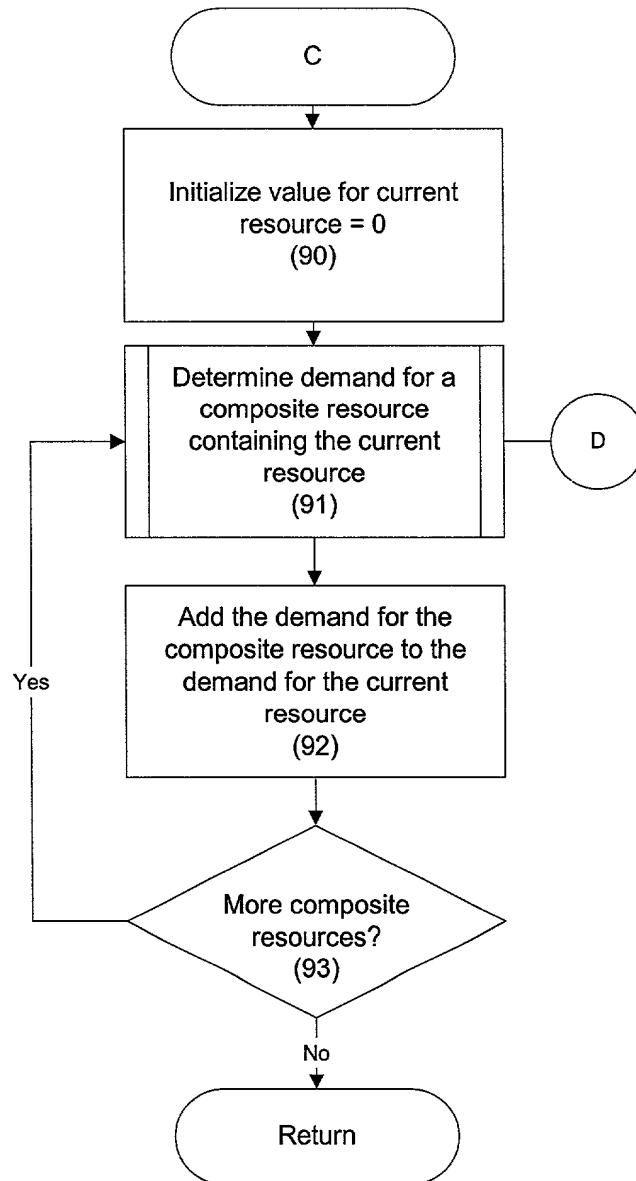 C
Initialize value for current
resource = 0
(90)
Determine demand for a
composite resource
containing the current
resource
(91)
D
Add the demand for the
composite resource to the
demand for the current
resource
(92)
Yes
More composite
resources?
(93)
No
Return